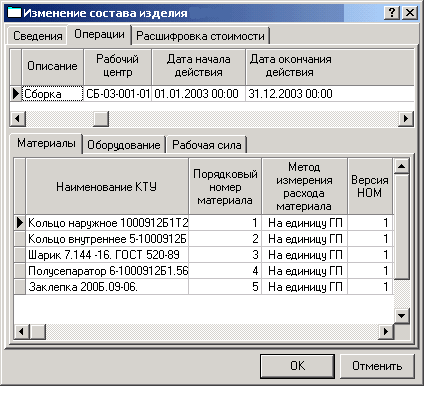 Изменение состава изделия
Сведения Операции Расшифровка стоимости
Описание Рабочий центр Дата начала действия Дата окончания действия
Сборка СБ-03-001-01 01.01.2003 00:00 31.12.2003 00:00
Материалы Оборудование Рабочая сила
Наименование КТУ Порядковый номер материала Метод измерения расхода материала Версия НОМ
Кольцо наружное 1000912Б1Т2 1 На единицу ГП 1
Кольцо внутреннее 5-1000912Б 2 На единицу ГП 1
Шарик 7.144 -16. ГОСТ 520-89 3 На единицу ГП 1
Полусепаратор 6-1000912Б1.56 4 На единицу ГП 1
Заклепка 200Б.09-06. 5 На единицу ГП 1
OK Отменить